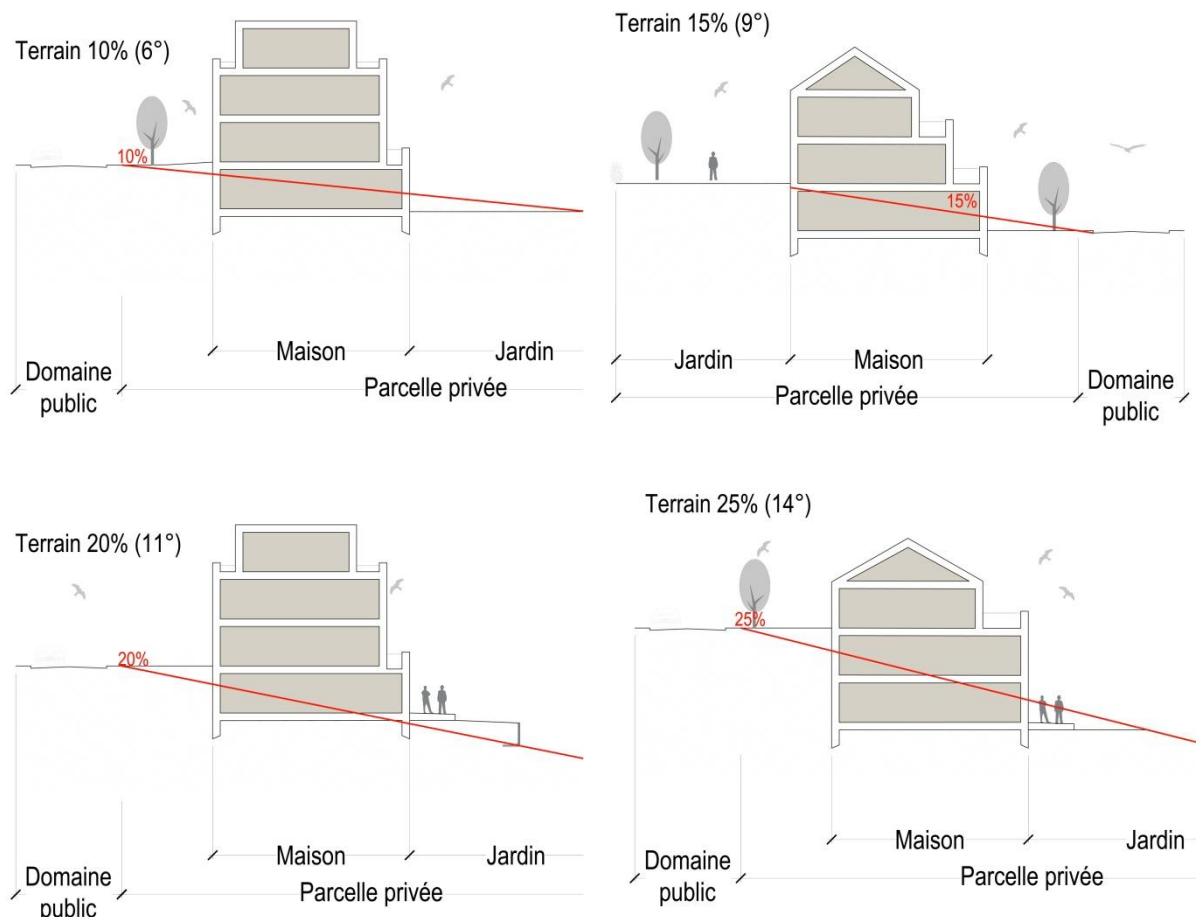 Terrain 10% (6°)
10%
Maison
Jardin
Domaine
public
Parcelle privée
Terrain 15% (9°)
15%
Jardin
Maison
Parcelle privée
Domaine
public
Terrain 20% (11°)
20%
Maison
Jardin
Domaine
public
Parcelle privée
Terrain 25% (14°)
25%
Maison
Jardin
Domaine
public
Parcelle privée